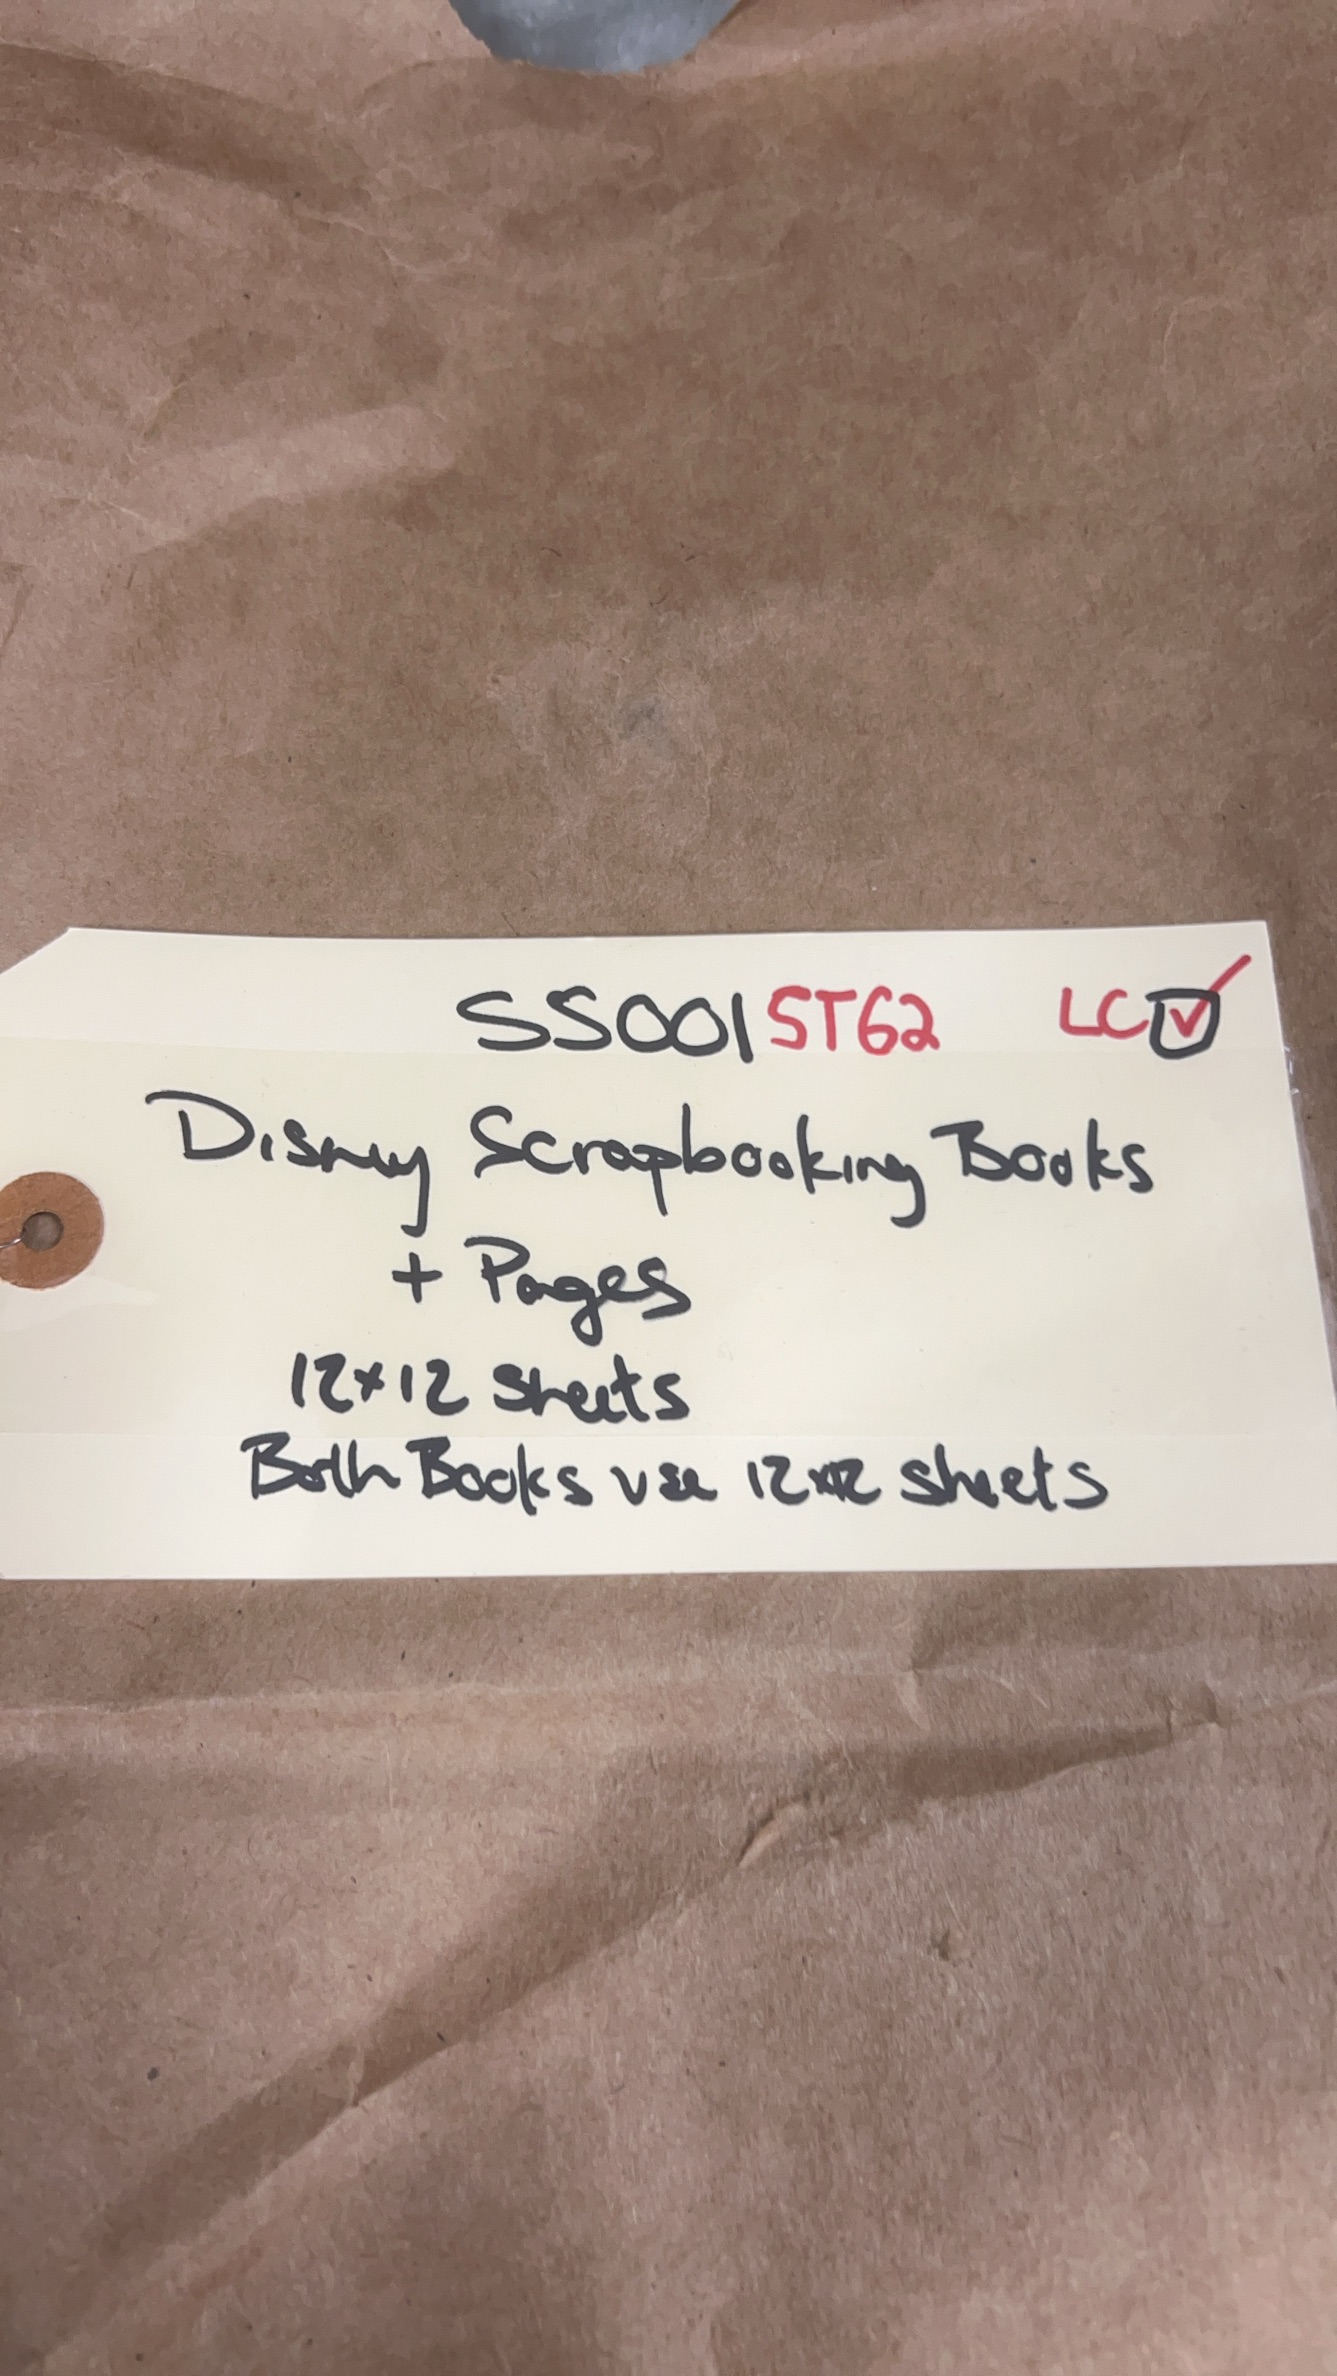 SS001 ST62 LC ☑
Disney Scrapbooking Books
+ Pages
12x12 sheets
Both Books use 12x12 sheets